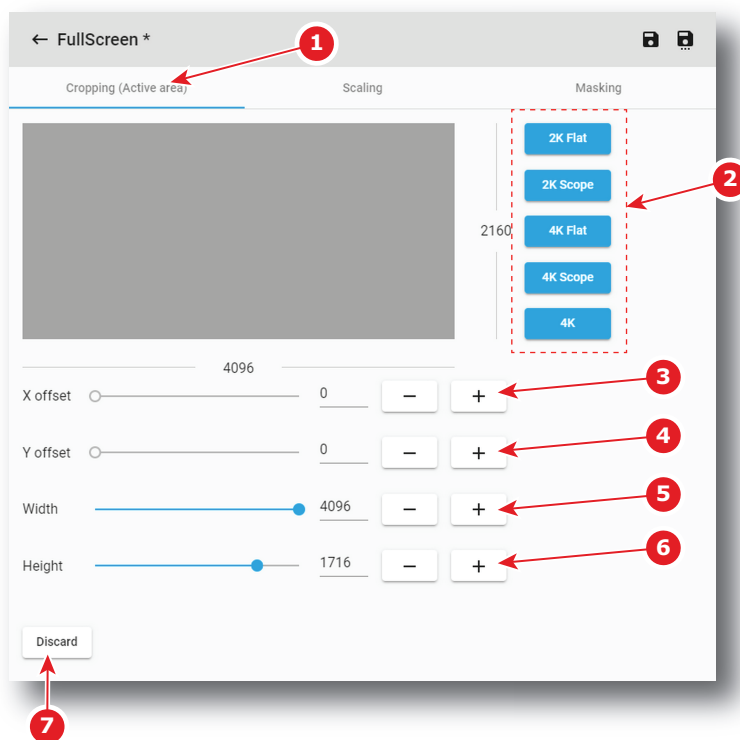 ← FullScreen *
1
Cropping (Active area)
Scaling
Masking
2K Flat
2K Scope
2
2160
4K Flat
4K Scope
4K
4096
3
X offset 0 − +
4
Y offset 0 − +
5
Width 4096 − +
6
Height 1716 − +
Discard
7